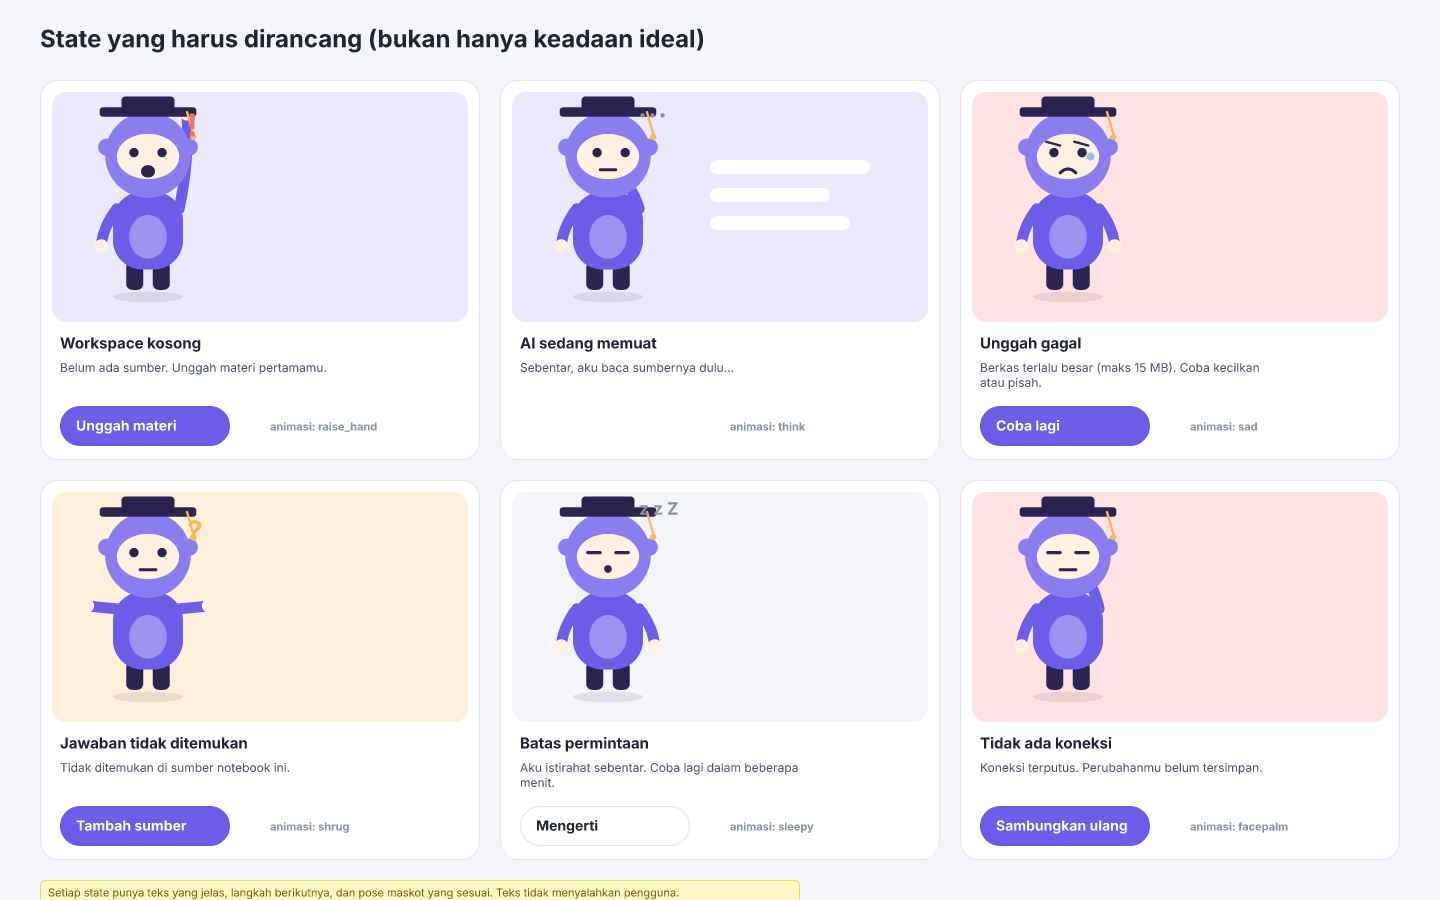 State yang harus dirancang (bukan hanya keadaan ideal)
!
Workspace kosong
Belum ada sumber. Unggah materi pertamamu.
Unggah materi
animasi: raise_hand
AI sedang memuat
Sebentar, aku baca sumbernya dulu...
animasi: think
Unggah gagal
Berkas terlalu besar (maks 15 MB). Coba kecilkan
atau pisah.
Coba lagi
animasi: sad
?
Jawaban tidak ditemukan
Tidak ditemukan di sumber notebook ini.
Tambah sumber
animasi: shrug
z z Z
Batas permintaan
Aku istirahat sebentar. Coba lagi dalam beberapa
menit.
Mengerti
animasi: sleepy
Tidak ada koneksi
Koneksi terputus. Perubahanmu belum tersimpan.
Sambungkan ulang
animasi: facepalm
Setiap state punya teks yang jelas, langkah berikutnya, dan pose maskot yang sesuai. Teks tidak menyalahkan pengguna.